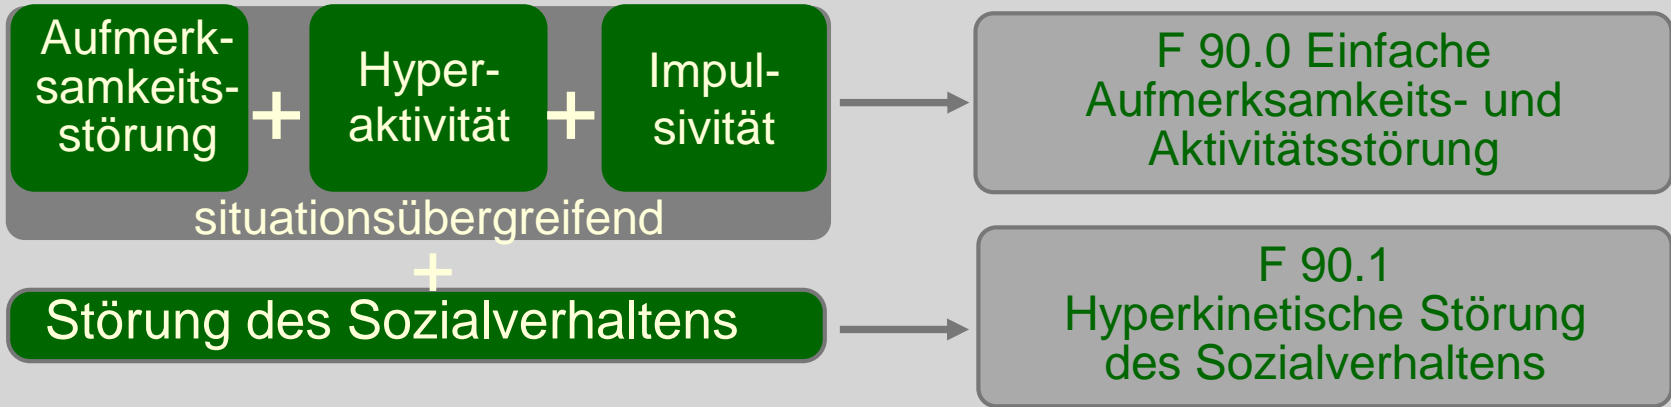 Aufmerk-
samkeits-
störung
+
Hyper-
aktivität
+
Impul-
sivität
situationsübergreifend
+
Störung des Sozialverhaltens
F 90.0 Einfache
Aufmerksamkeits- und
Aktivitätsstörung
F 90.1
Hyperkinetische Störung
des Sozialverhaltens